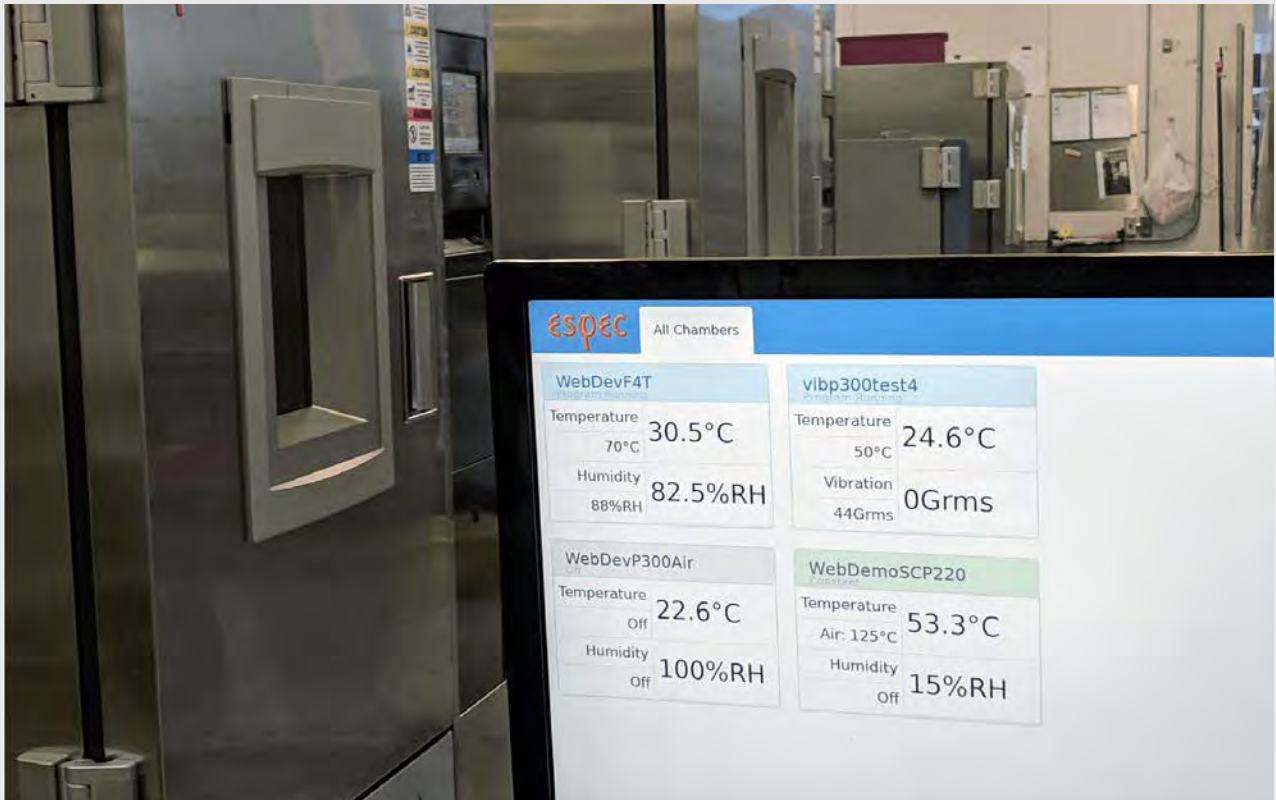 CAUTION
CAUTION
espec
All Chambers
WebDevF4T
Program Running
Temperature
70°C
30.5°C
Humidity
88%RH
82.5%RH
vibp300test4
Program Running
Temperature
50°C
24.6°C
Vibration
44Grms
0Grms
WebDevP300Air
Off
Temperature
Off
22.6°C
Humidity
Off
100%RH
WebDemoSCP220
Constant
Temperature
Air: 125°C
53.3°C
Humidity
Off
15%RH